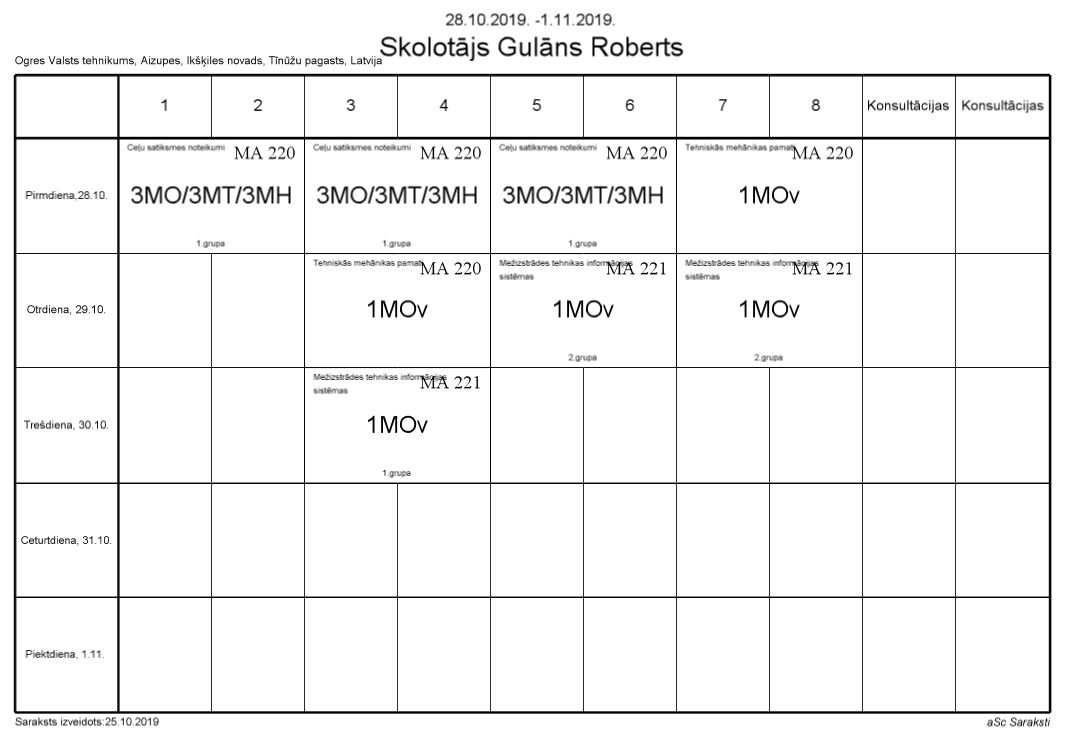 28.10.2019. -1.11.2019.
Skolotājs Gulāns Roberts
Ogres Valsts tehnikums, Aizupes, Ikšķiles novads, Tīnūžu pagasts, Latvija
1 2 3 4 5 6 7 8 Konsultācijas Konsultācijas
Pirmdiena,28.10.
Ceļu satiksmes noteikumi MA 220
3MO/3MT/3MH
1.grupa
Ceļu satiksmes noteikumi MA 220
3MO/3MT/3MH
1.grupa
Ceļu satiksmes noteikumi MA 220
3MO/3MT/3MH
1.grupa
Tehniskās mehānikas pamati MA 220
1MOv
Otrdiena, 29.10.
Tehniskās mehānikas pamati MA 220
1MOv
Mežizstrādes tehnikas informācijas MA 221
sistēmas
1MOv
2.grupa
Mežizstrādes tehnikas informācijas MA 221
sistēmas
1MOv
2.grupa
Trešdiena, 30.10.
Mežizstrādes tehnikas informācijas MA 221
sistēmas
1MOv
1.grupa
Ceturtdiena, 31.10.
Piektdiena, 1.11.
Saraksts izveidots:25.10.2019
aSc Saraksti